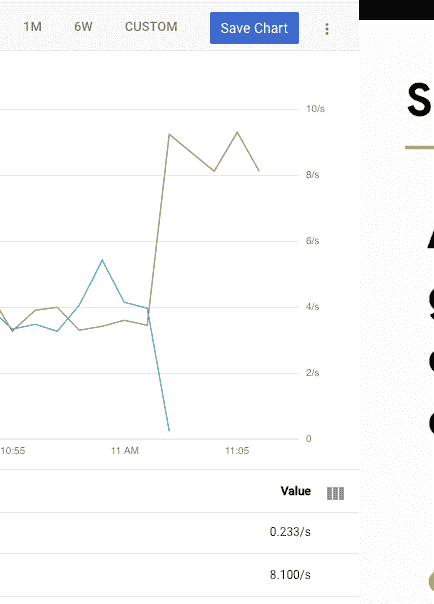 1M 6W CUSTOM Save Chart
10/s
8/s
6/s
4/s
2/s
0
10:55 11 AM 11:05
Value
0.233/s
8.100/s
S